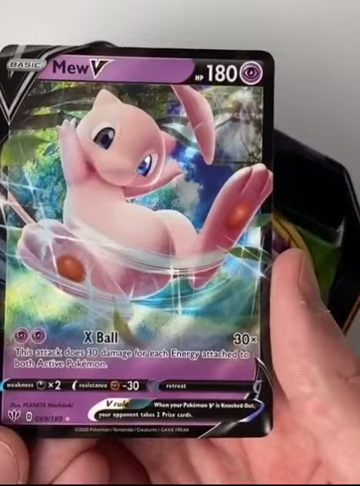 BASIC Mew V HP 180
X Ball 30×
This attack does 30 damage for each Energy attached to
both Active Pokémon.
weakness ×2 resistance -30 retreat
Illus. PLANETA Mochizuki
D 069/189
V rule When your Pokémon V is Knocked Out,
your opponent takes 2 Prize cards.
©2020 Pokémon / Nintendo / Creatures / GAME FREAK